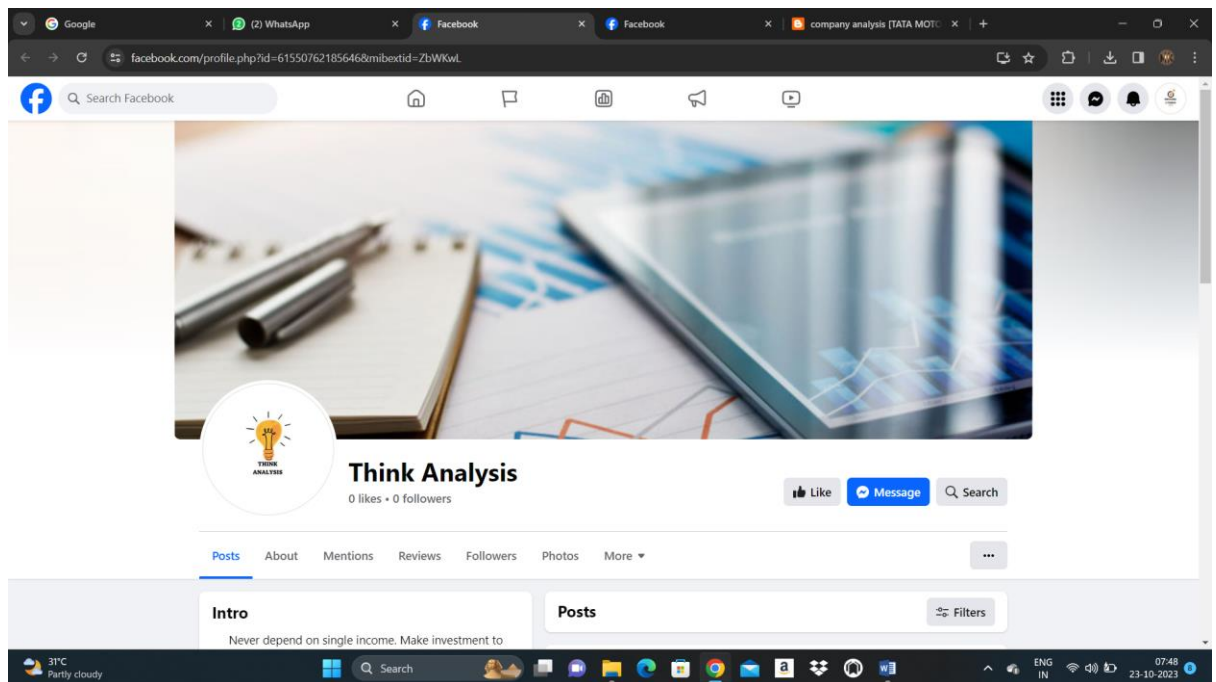 Google
(2) WhatsApp
Facebook
Facebook
company analysis [TATA MOTO
facebook.com/profile.php?id=61550762185646&mibextid=ZbWKwL
Search Facebook
THINK
ANALYSIS
Think Analysis
0 likes • 0 followers
Like
Message
Search
Posts
About
Mentions
Reviews
Followers
Photos
More
Intro
Never depend on single income. Make investment to
Posts
Filters
31°C
Partly cloudy
Search
ENG
IN
07:48
23-10-2023
8